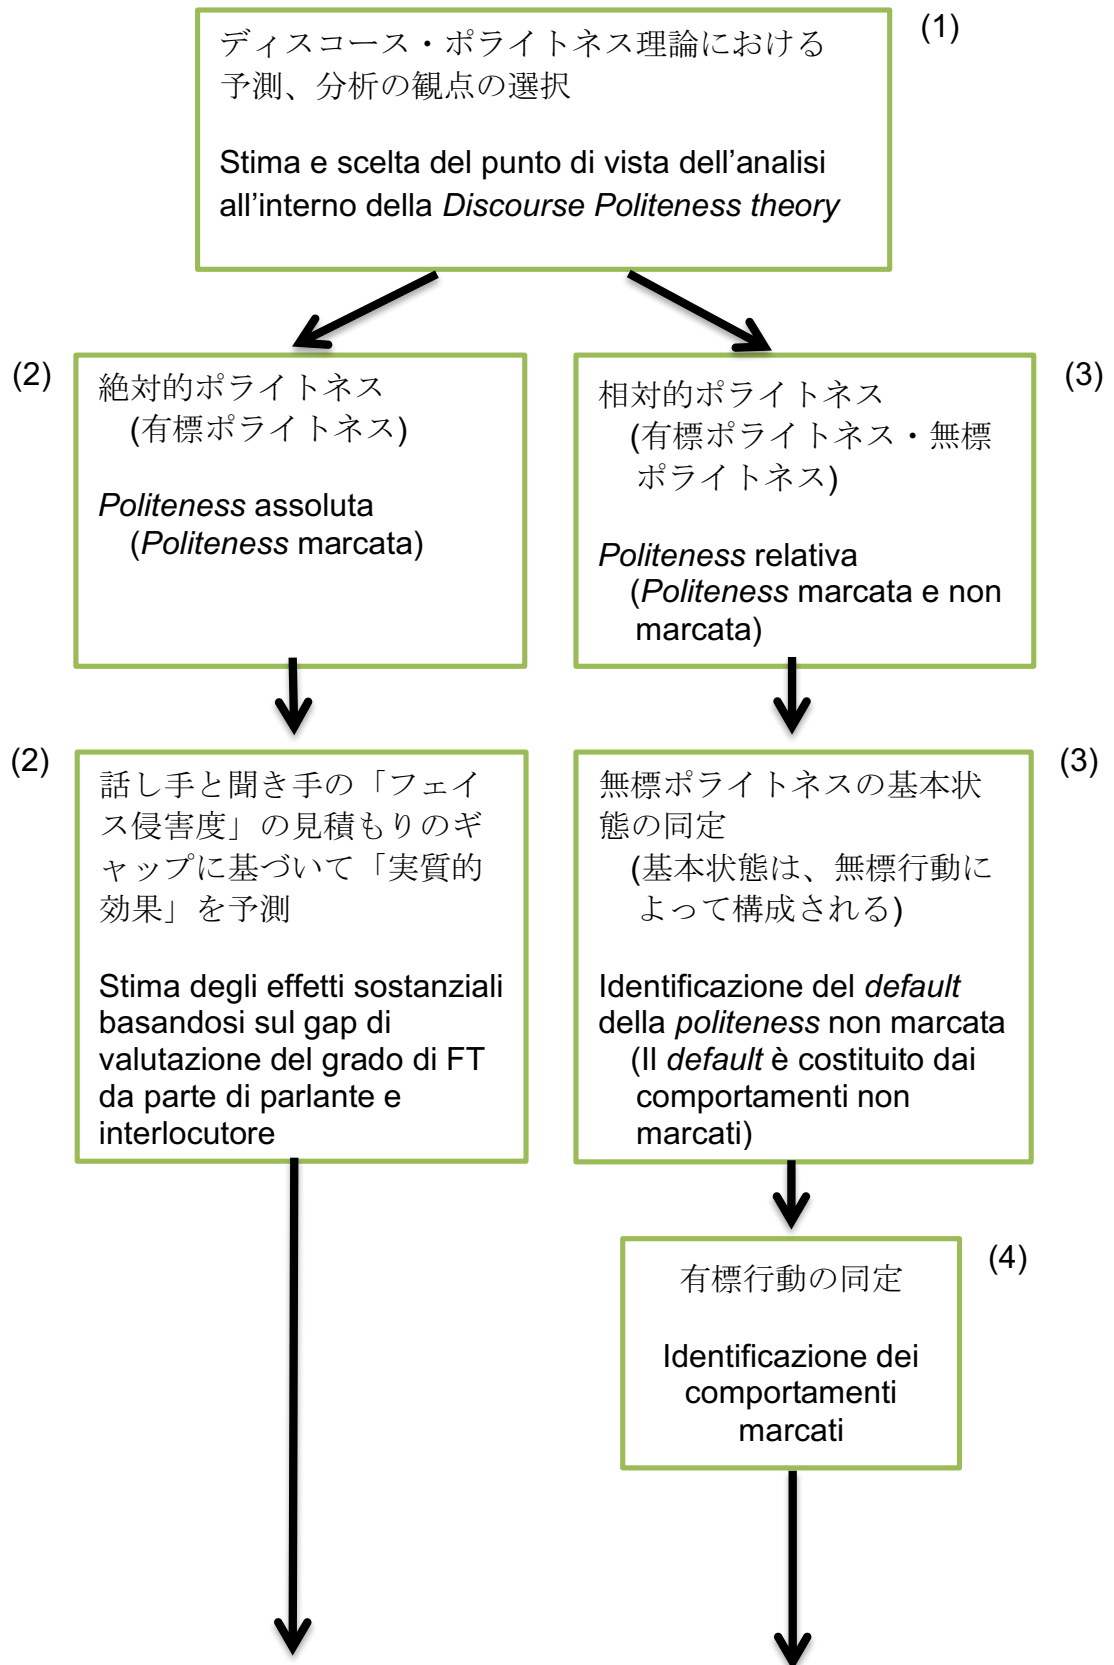 (1)
ディスコース・ポライトネス理論における
予測、分析の観点の選択
Stima e scelta del punto di vista dell’analisi
all’interno della Discourse Politeness theory
(2)
絶対的ポライトネス
(有標ポライトネス)
Politeness assoluta
(Politeness marcata)
(3)
相対的ポライトネス
(有標ポライトネス・無標
ポライトネス)
Politeness relativa
(Politeness marcata e non
marcata)
(2)
話し手と聞き手の「フェイ
ス侵害度」の見積もりのギ
ャップに基づいて「実質的
効果」を予測
Stima degli effetti sostanziali
basandosi sul gap di
valutazione del grado di FT
da parte di parlante e
interlocutore
(3)
無標ポライトネスの基本状
態の同定
(基本状態は、無標行動に
よって構成される)
Identificazione del default
della politeness non marcata
(Il default è costituito dai
comportamenti non
marcati)
(4)
有標行動の同定
Identificazione dei
comportamenti
marcati